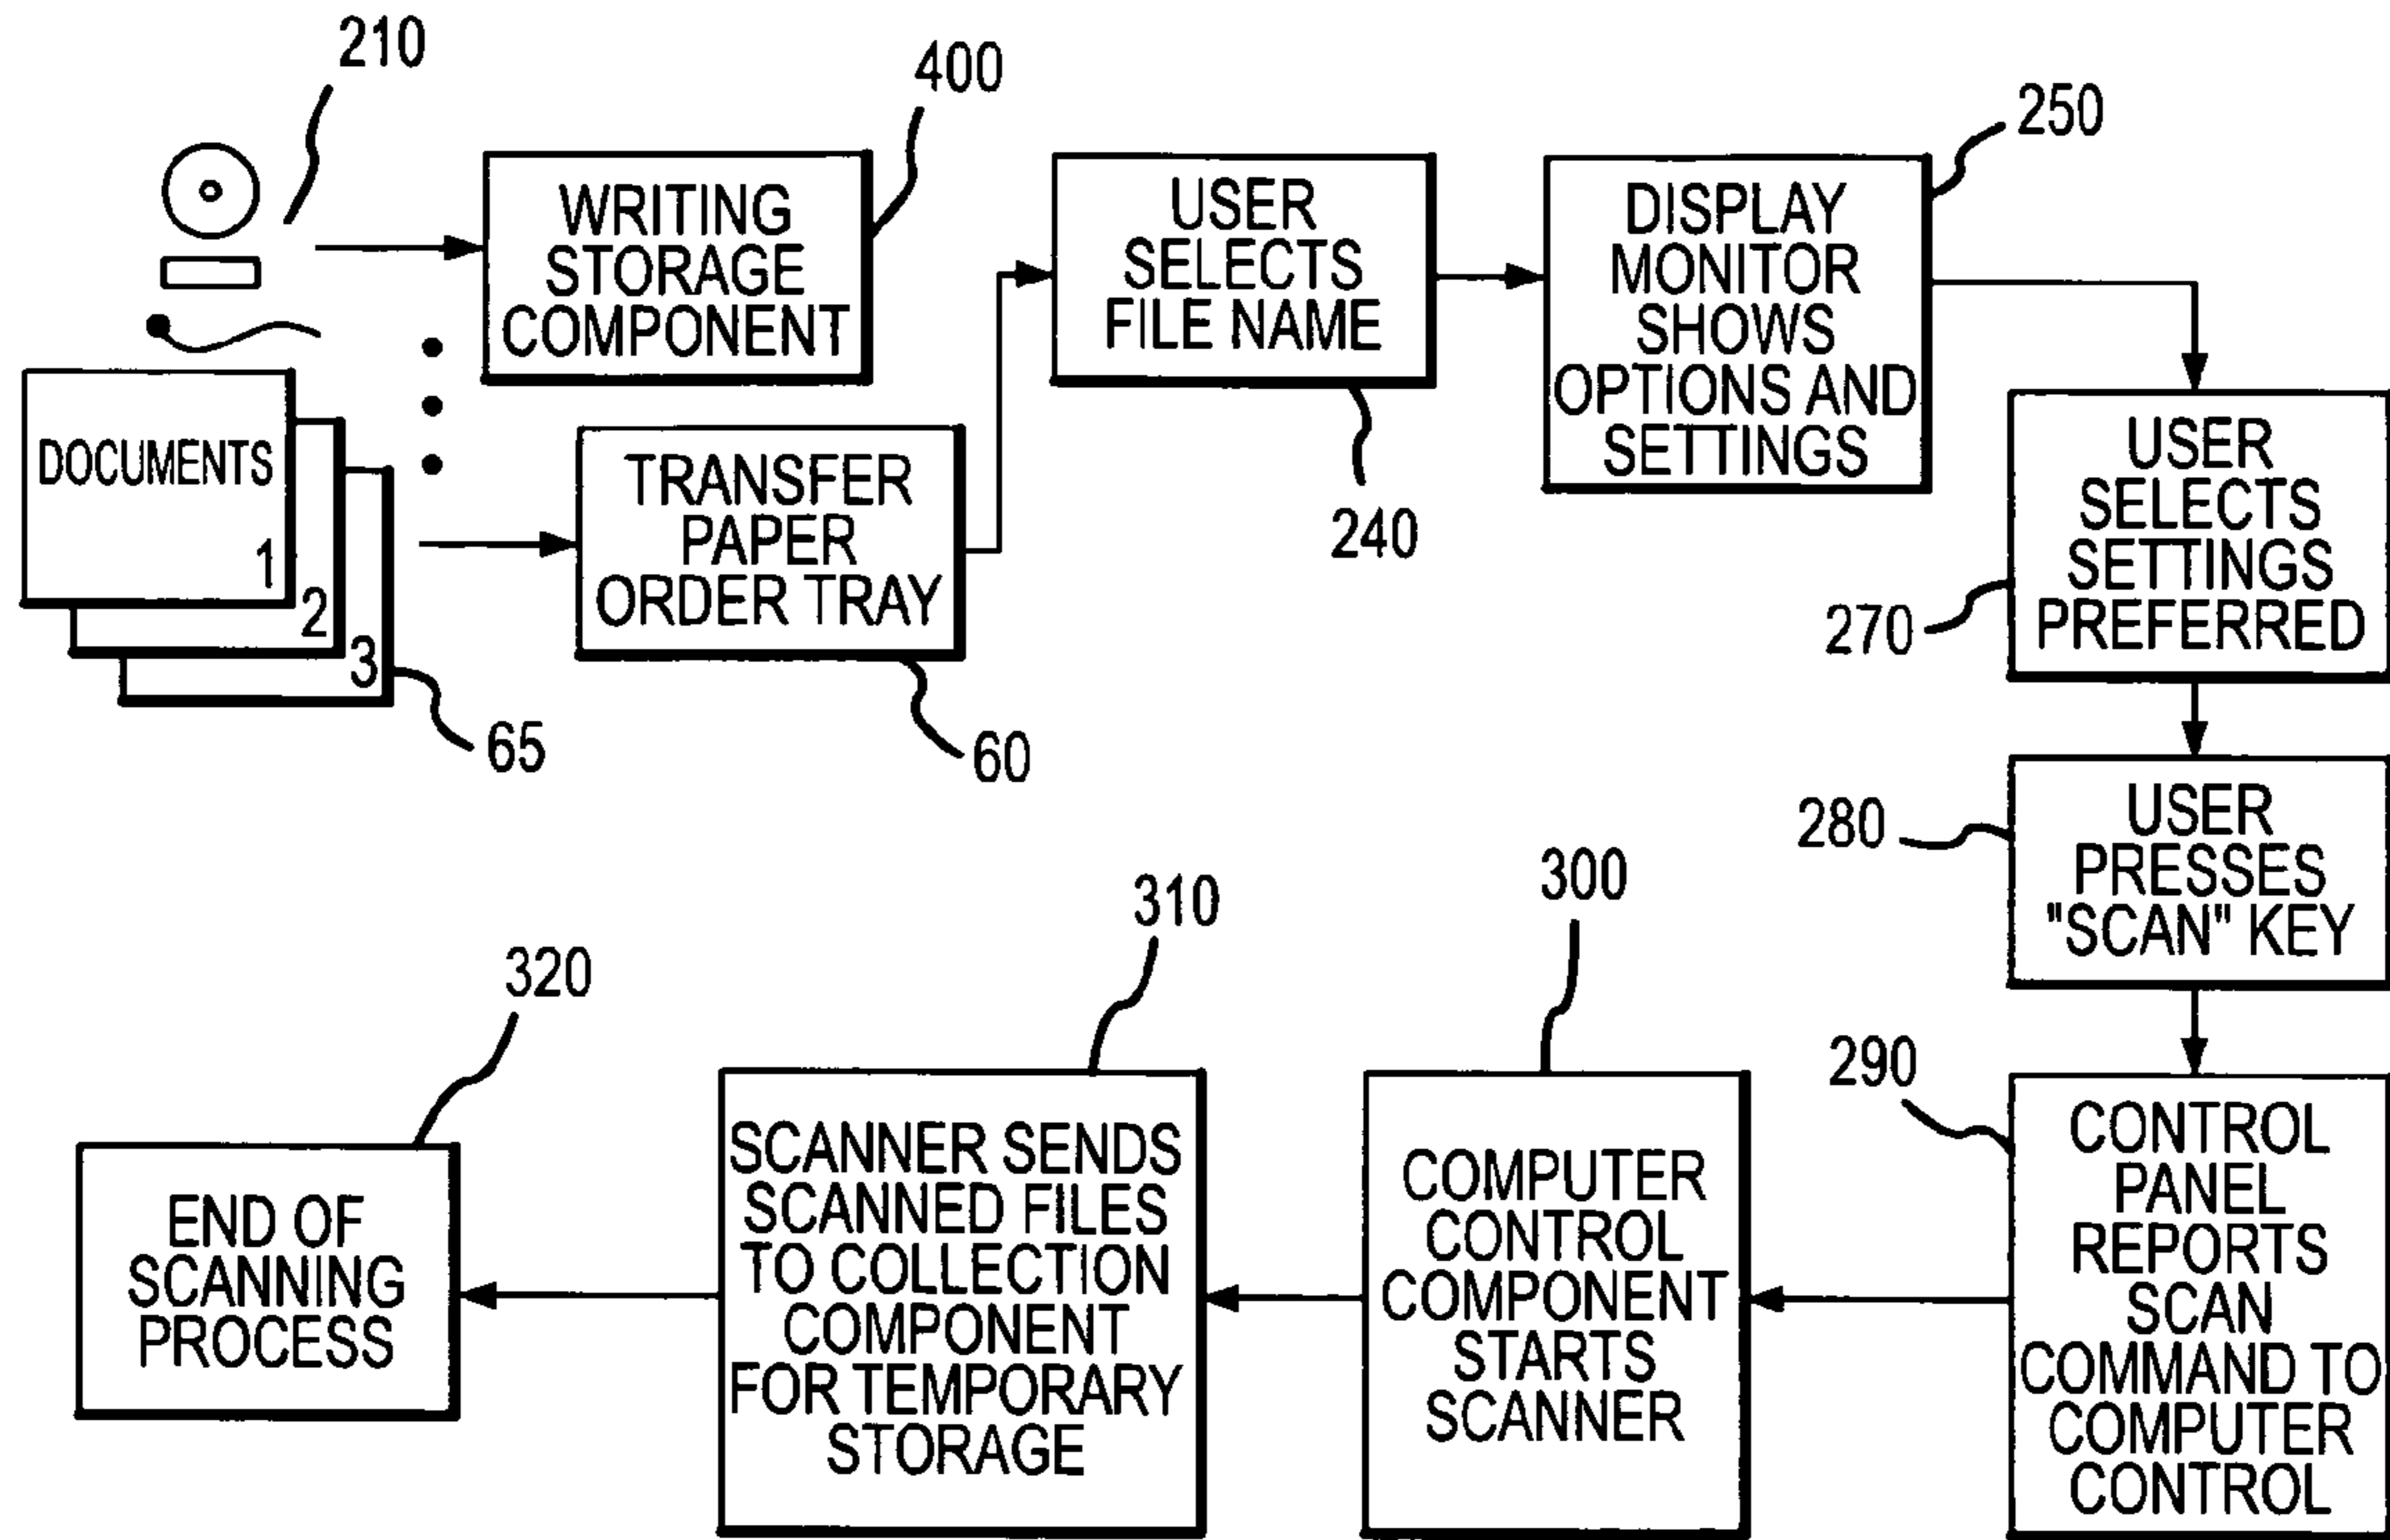 210
400
WRITING
STORAGE
COMPONENT
USER
SELECTS
FILE NAME
240
250
DISPLAY
MONITOR
SHOWS
OPTIONS AND
SETTINGS
DOCUMENTS
1
2
3
65
TRANSFER
PAPER
ORDER TRAY
60
270
USER
SELECTS
SETTINGS
PREFERRED
280
USER
PRESSES
"SCAN" KEY
290
CONTROL
PANEL
REPORTS
SCAN
COMMAND TO
COMPUTER
CONTROL
300
COMPUTER
CONTROL
COMPONENT
STARTS
SCANNER
310
SCANNER SENDS
SCANNED FILES
TO COLLECTION
COMPONENT
FOR TEMPORARY
STORAGE
320
END OF
SCANNING
PROCESS